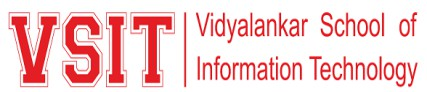 VSIT
Vidyalankar School of
Information Technology